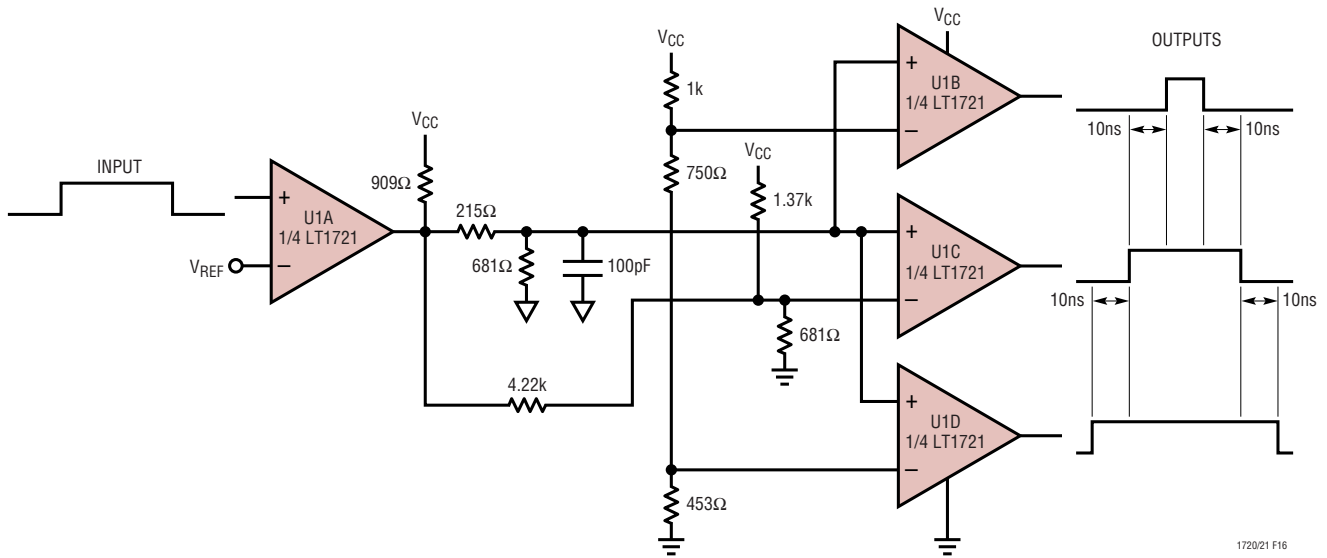 INPUT
VREF
+
U1A
1/4 LT1721
−
VCC
909Ω
215Ω
681Ω
100pF
4.22k
VCC
1k
750Ω
453Ω
VCC
1.37k
681Ω
VCC
+
U1B
1/4 LT1721
−
+
U1C
1/4 LT1721
−
+
U1D
1/4 LT1721
−
OUTPUTS
10ns
10ns
10ns
10ns
1720/21 F16